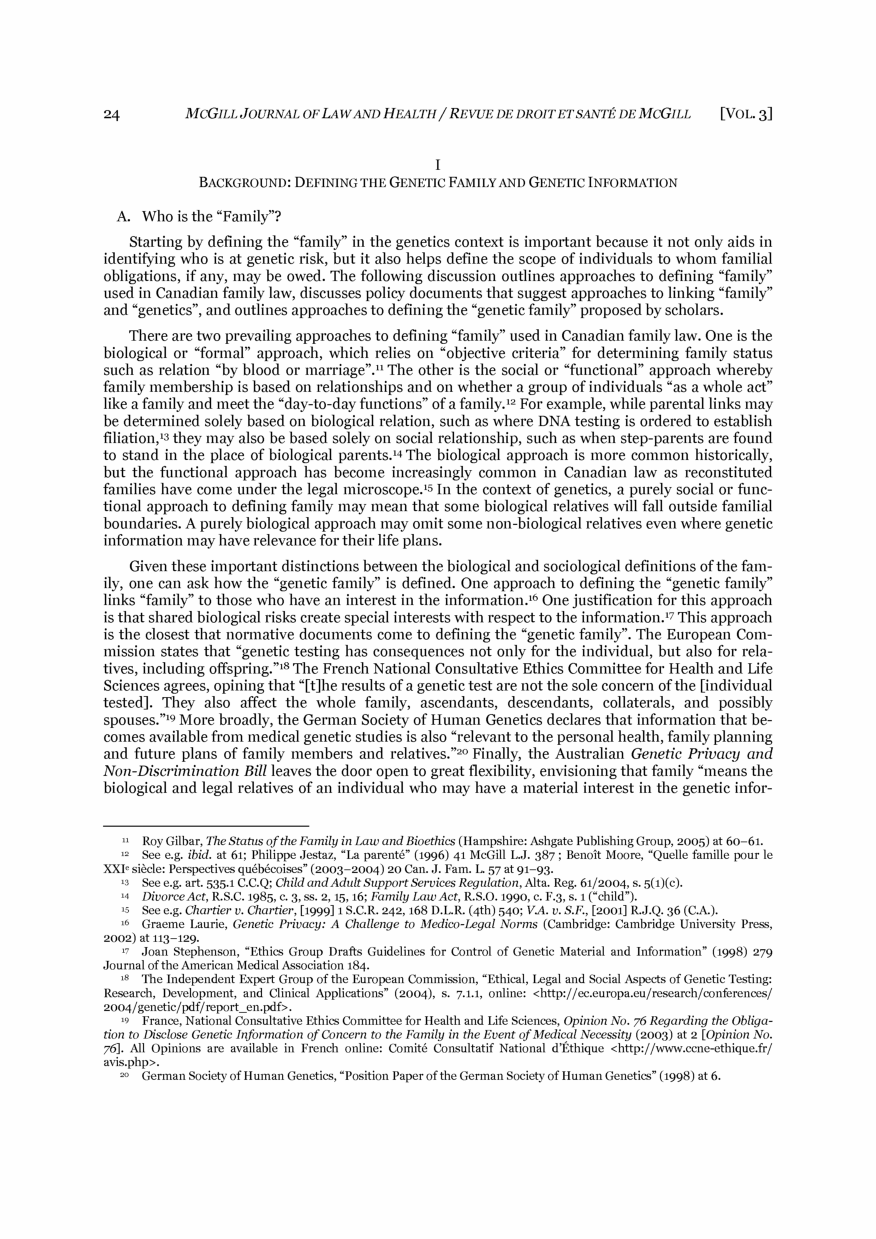 24 MCGILL JOURNAL OF LAW AND HEALTH / REVUE DE DROIT ET SANTÉ DE MCGILL [VOL. 3]
I
BACKGROUND: DEFINING THE GENETIC FAMILY AND GENETIC INFORMATION
A. Who is the “Family”?
Starting by defining the “family” in the genetics context is important because it not only aids in
identifying who is at genetic risk, but it also helps define the scope of individuals to whom familial
obligations, if any, may be owed. The following discussion outlines approaches to defining “family”
used in Canadian family law, discusses policy documents that suggest approaches to linking “family”
and “genetics”, and outlines approaches to defining the “genetic family” proposed by scholars.
There are two prevailing approaches to defining “family” used in Canadian family law. One is the
biological or “formal” approach, which relies on “objective criteria” for determining family status
such as relation “by blood or marriage”.¹¹ The other is the social or “functional” approach whereby
family membership is based on relationships and on whether a group of individuals “as a whole act”
like a family and meet the “day-to-day functions” of a family.¹² For example, while parental links may
be determined solely based on biological relation, such as where DNA testing is ordered to establish
filiation,¹³ they may also be based solely on social relationship, such as when step-parents are found
to stand in the place of biological parents.¹⁴ The biological approach is more common historically,
but the functional approach has become increasingly common in Canadian law as reconstituted
families have come under the legal microscope.¹⁵ In the context of genetics, a purely social or func-
tional approach to defining family may mean that some biological relatives will fall outside familial
boundaries. A purely biological approach may omit some non-biological relatives even where genetic
information may have relevance for their life plans.
Given these important distinctions between the biological and sociological definitions of the fam-
ily, one can ask how the “genetic family” is defined. One approach to defining the “genetic family”
links “family” to those who have an interest in the information.¹⁶ One justification for this approach
is that shared biological risks create special interests with respect to the information.¹⁷ This approach
is the closest that normative documents come to defining the “genetic family”. The European Com-
mission states that “genetic testing has consequences not only for the individual, but also for rela-
tives, including offspring.”¹⁸ The French National Consultative Ethics Committee for Health and Life
Sciences agrees, opining that “[t]he results of a genetic test are not the sole concern of the [individual
tested]. They also affect the whole family, ascendants, descendants, collaterals, and possibly
spouses.”¹⁹ More broadly, the German Society of Human Genetics declares that information that be-
comes available from medical genetic studies is also “relevant to the personal health, family planning
and future plans of family members and relatives.”²⁰ Finally, the Australian Genetic Privacy and
Non-Discrimination Bill leaves the door open to great flexibility, envisioning that family “means the
biological and legal relatives of an individual who may have a material interest in the genetic infor-
¹¹ Roy Gilbar, The Status of the Family in Law and Bioethics (Hampshire: Ashgate Publishing Group, 2005) at 60–61.
¹² See e.g. ibid. at 61; Philippe Jestaz, “La parenté” (1996) 41 McGill L.J. 387 ; Benoît Moore, “Quelle famille pour le
XXIᵉ siècle: Perspectives québécoises” (2003–2004) 20 Can. J. Fam. L. 57 at 91–93.
¹³ See e.g. art. 535.1 C.C.Q; Child and Adult Support Services Regulation, Alta. Reg. 61/2004, s. 5(1)(c).
¹⁴ Divorce Act, R.S.C. 1985, c. 3, ss. 2, 15, 16; Family Law Act, R.S.O. 1990, c. F.3, s. 1 (“child”).
¹⁵ See e.g. Chartier v. Chartier, [1999] 1 S.C.R. 242, 168 D.L.R. (4th) 540; V.A. v. S.F., [2001] R.J.Q. 36 (C.A.).
¹⁶ Graeme Laurie, Genetic Privacy: A Challenge to Medico-Legal Norms (Cambridge: Cambridge University Press,
2002) at 113–129.
¹⁷ Joan Stephenson, “Ethics Group Drafts Guidelines for Control of Genetic Material and Information” (1998) 279
Journal of the American Medical Association 184.
¹⁸ The Independent Expert Group of the European Commission, “Ethical, Legal and Social Aspects of Genetic Testing:
Research, Development, and Clinical Applications” (2004), s. 7.1.1, online: <http://ec.europa.eu/research/conferences/
2004/genetic/pdf/report_en.pdf>.
¹⁹ France, National Consultative Ethics Committee for Health and Life Sciences, Opinion No. 76 Regarding the Obliga-
tion to Disclose Genetic Information of Concern to the Family in the Event of Medical Necessity (2003) at 2 [Opinion No.
76]. All Opinions are available in French online: Comité Consultatif National d’Éthique <http://www.ccne-ethique.fr/
avis.php>.
²⁰ German Society of Human Genetics, “Position Paper of the German Society of Human Genetics” (1998) at 6.